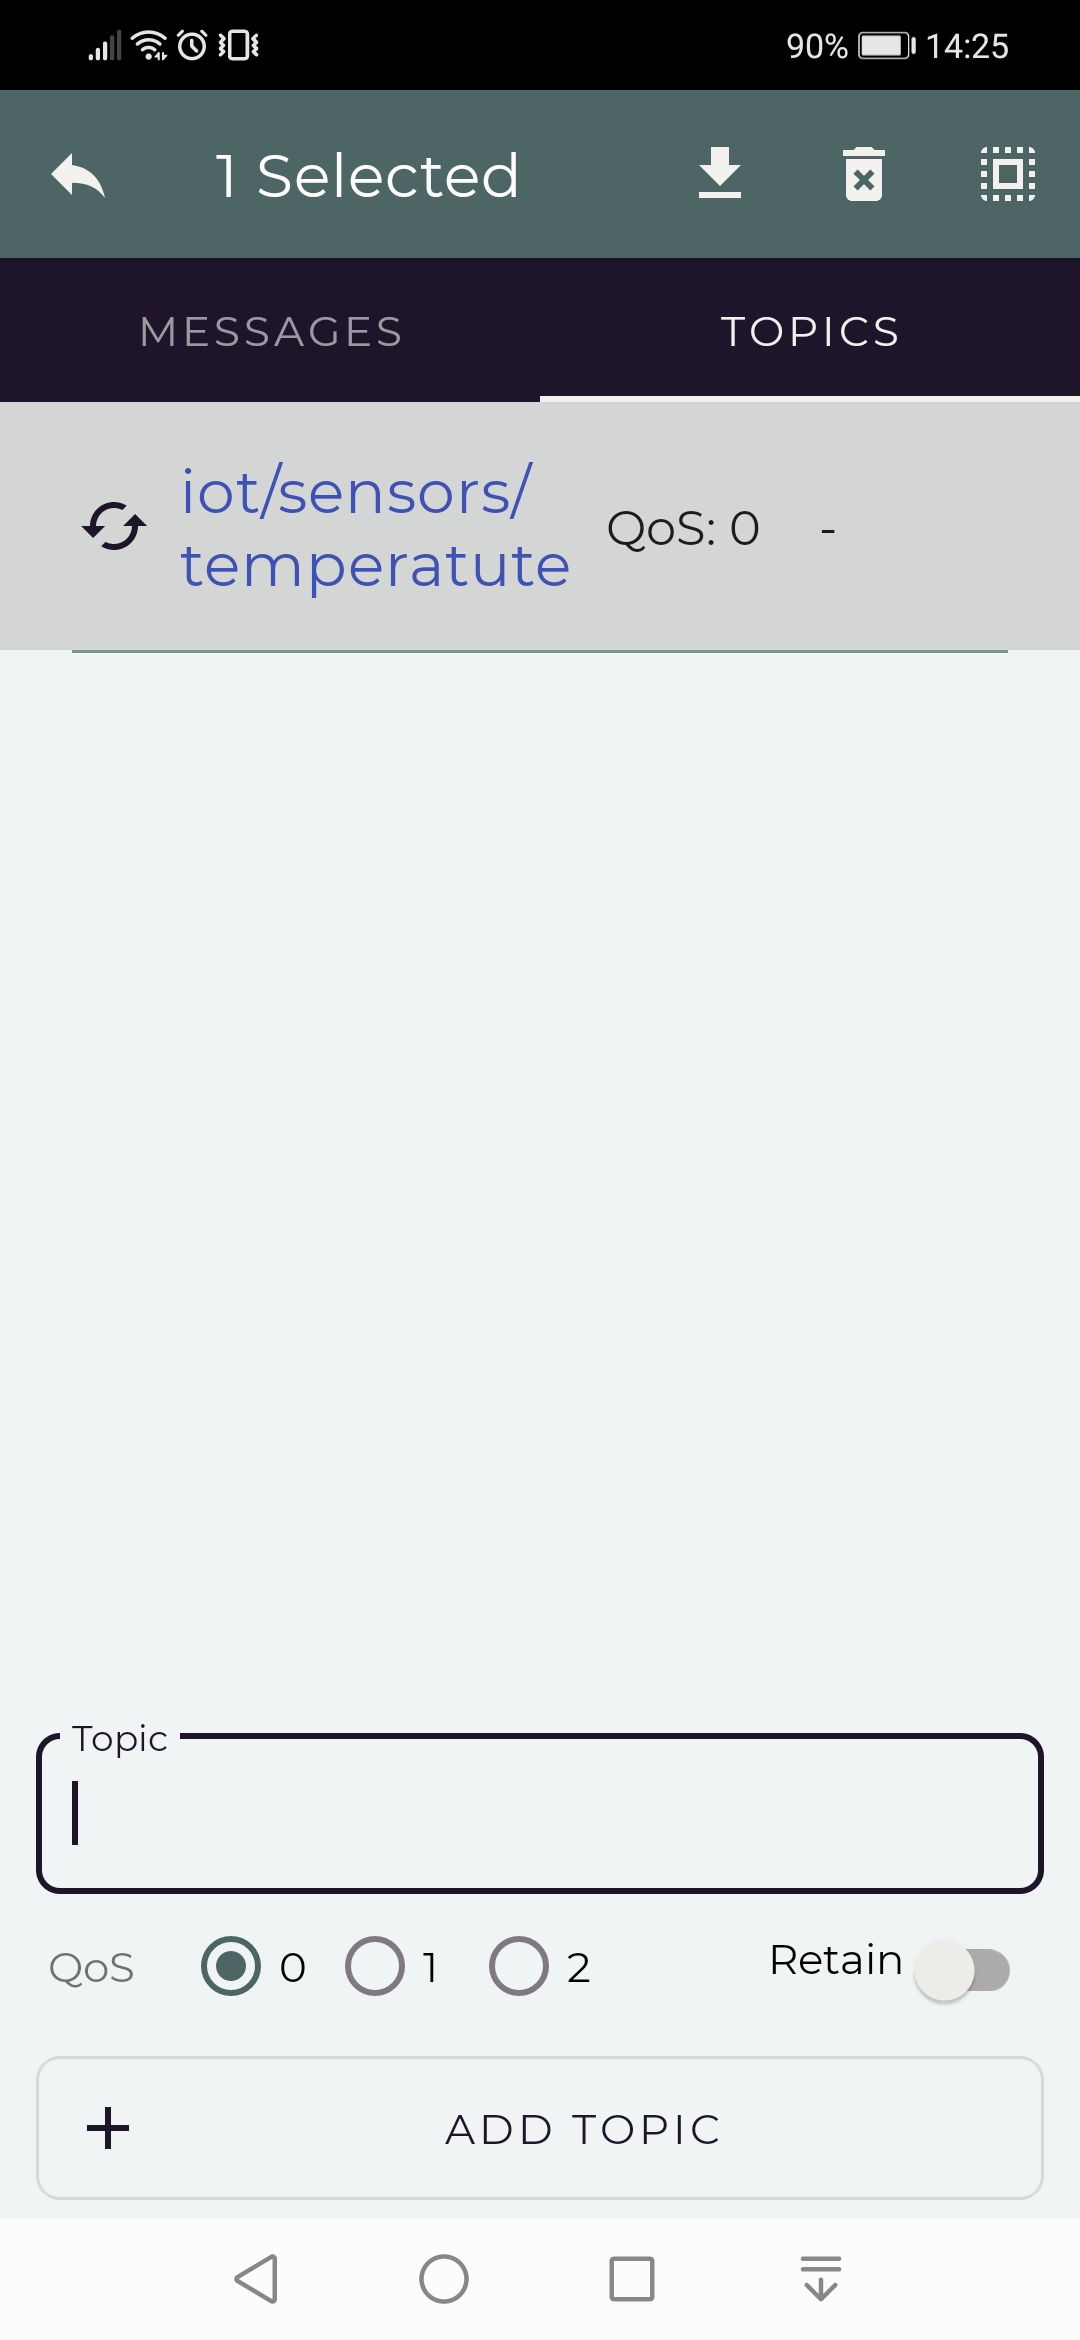 90% 14:25
1 Selected
MESSAGES TOPICS
iot/sensors/
temperatute
QoS: 0 -
Topic
QoS 0 1 2 Retain
ADD TOPIC